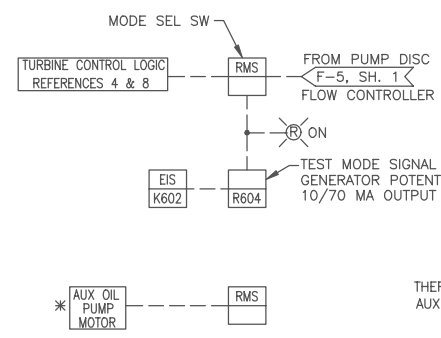 MODE SEL SW
TURBINE CONTROL LOGIC
REFERENCES 4 & 8
RMS
FROM PUMP DISC
F-5, SH. 1
FLOW CONTROLLER
R ON
EIS
K602
R604
TEST MODE SIGNAL
GENERATOR POTENT
10/70 MA OUTPUT
* AUX OIL
PUMP
MOTOR
RMS
THEF
AUX